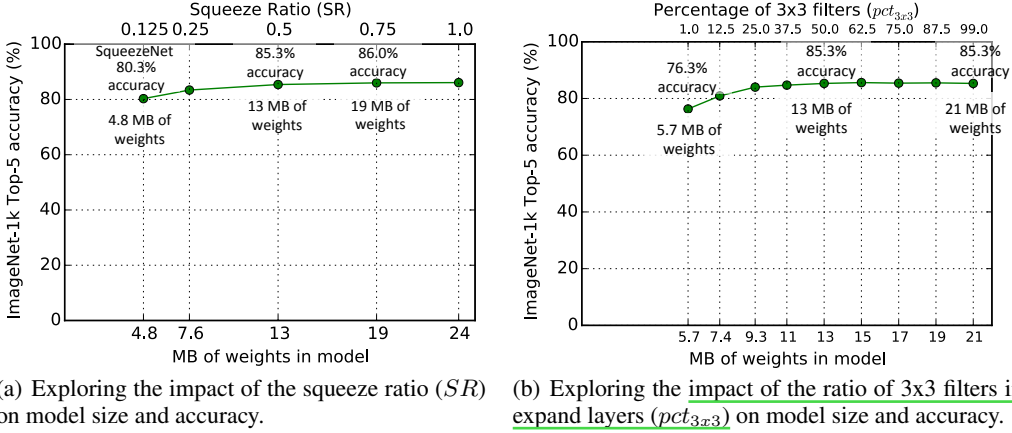 Squeeze Ratio (SR)
0.125 0.25 0.5 0.75 1.0
100
80
60
40
20
0
ImageNet-1k Top-5 accuracy (%)
SqueezeNet
80.3%
accuracy
4.8 MB of
weights
85.3%
accuracy
13 MB of
weights
86.0%
accuracy
19 MB of
weights
4.8 7.6 13 19 24
MB of weights in model
(a) Exploring the impact of the squeeze ratio (SR)
on model size and accuracy.
Percentage of 3x3 filters (pct3x3)
1.0 12.5 25.0 37.5 50.0 62.5 75.0 87.5 99.0
100
80
60
40
20
0
ImageNet-1k Top-5 accuracy (%)
76.3%
accuracy
5.7 MB of
weights
85.3%
accuracy
13 MB of
weights
85.3%
accuracy
21 MB of
weights
5.7 7.4 9.3 11 13 15 17 19 21
MB of weights in model
(b) Exploring the impact of the ratio of 3x3 filters i
expand layers (pct3x3) on model size and accuracy.